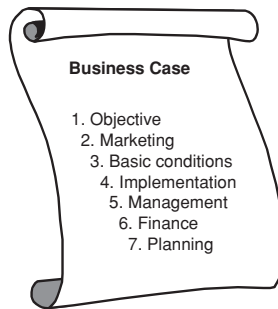 Business Case
1. Objective
2. Marketing
3. Basic conditions
4. Implementation
5. Management
6. Finance
7. Planning